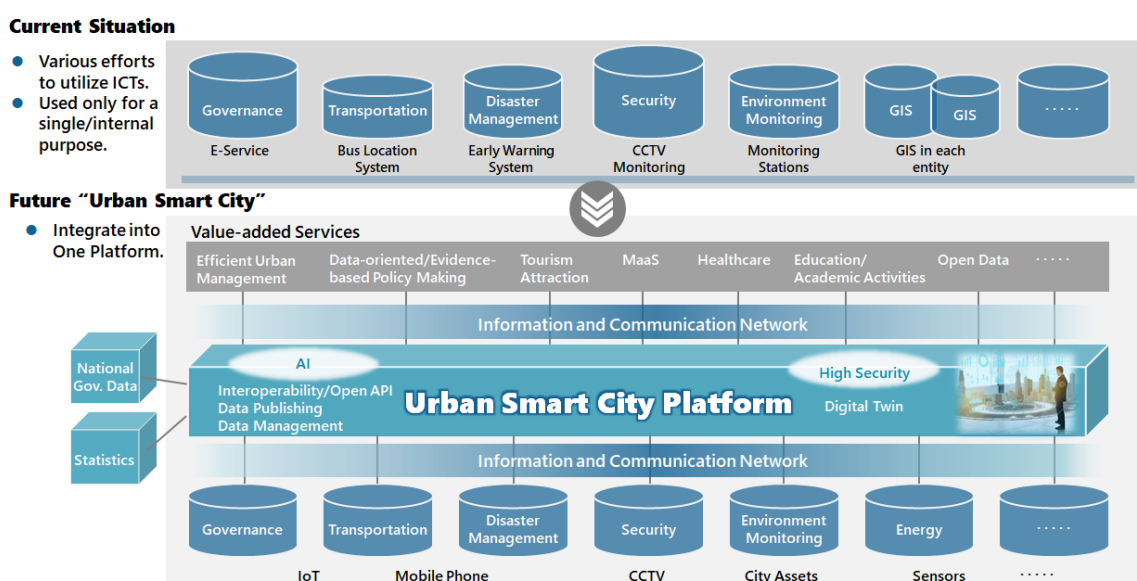 Current Situation
● Various efforts
to utilize ICTs.
● Used only for a
single/internal
purpose.
Governance
Transportation
Disaster
Management
Security
Environment
Monitoring
GIS
GIS
.....
E-Service
Bus Location
System
Early Warning
System
CCTV
Monitoring
Monitoring
Stations
GIS in each
entity
Future “Urban Smart City”
● Integrate into
One Platform.
Value-added Services
Efficient Urban
Management
Data-oriented/Evidence-
based Policy Making
Tourism
Attraction
MaaS
Healthcare
Education/
Academic Activities
Open Data
.....
Information and Communication Network
National
Gov. Data
Statistics
AI
Interoperability/Open API
Data Publishing
Data Management
Urban Smart City Platform
High Security
Digital Twin
Information and Communication Network
Governance
Transportation
Disaster
Management
Security
Environment
Monitoring
Energy
.....
IoT
Mobile Phone
CCTV
City Assets
Sensors
.....